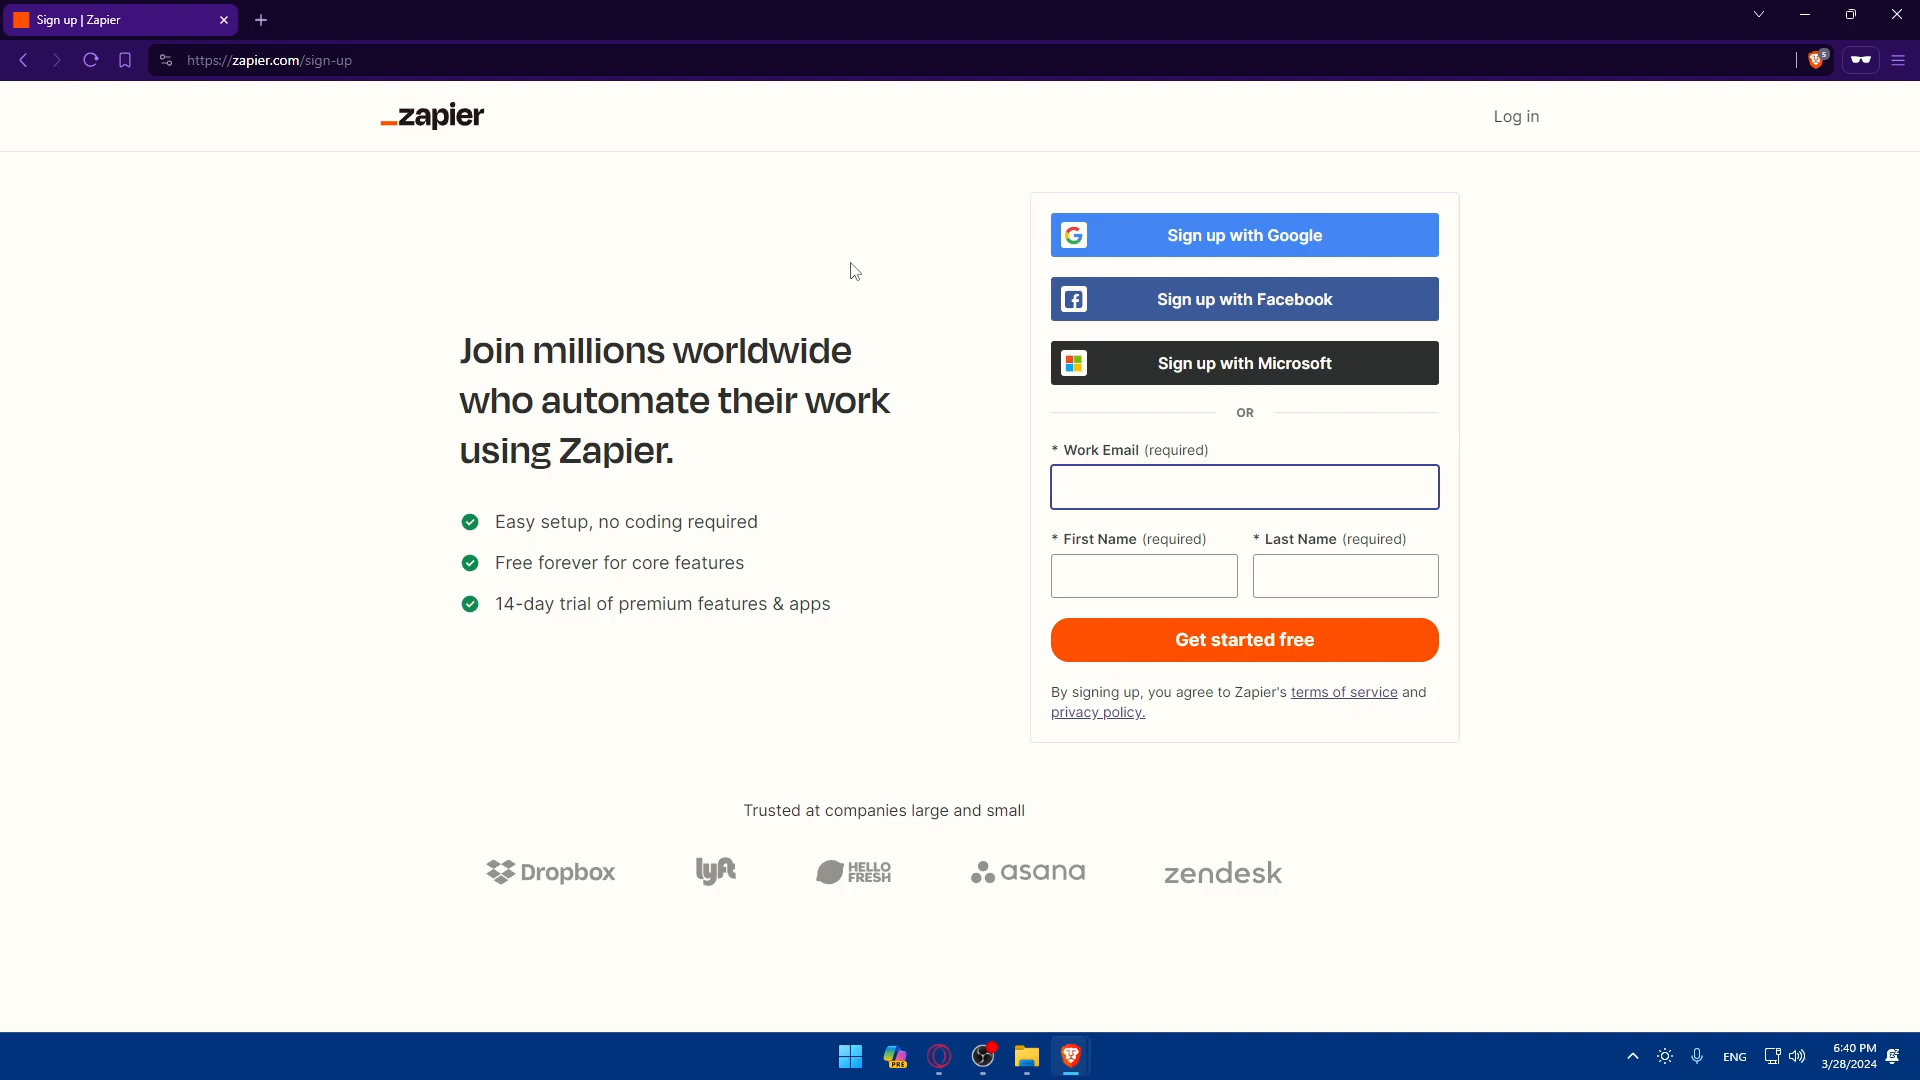 Sign up | Zapier
https://zapier.com/sign-up
5
_zapier
Log in
Join millions worldwide
who automate their work
using Zapier.
Easy setup, no coding required
Free forever for core features
14-day trial of premium features & apps
Sign up with Google
Sign up with Facebook
Sign up with Microsoft
OR
* Work Email (required)
* First Name (required)
* Last Name (required)
Get started free
By signing up, you agree to Zapier's terms of service and
privacy policy.
Trusted at companies large and small
Dropbox
lyft
HELLO
FRESH
asana
zendesk
PRE
ENG
6:40 PM
3/28/2024